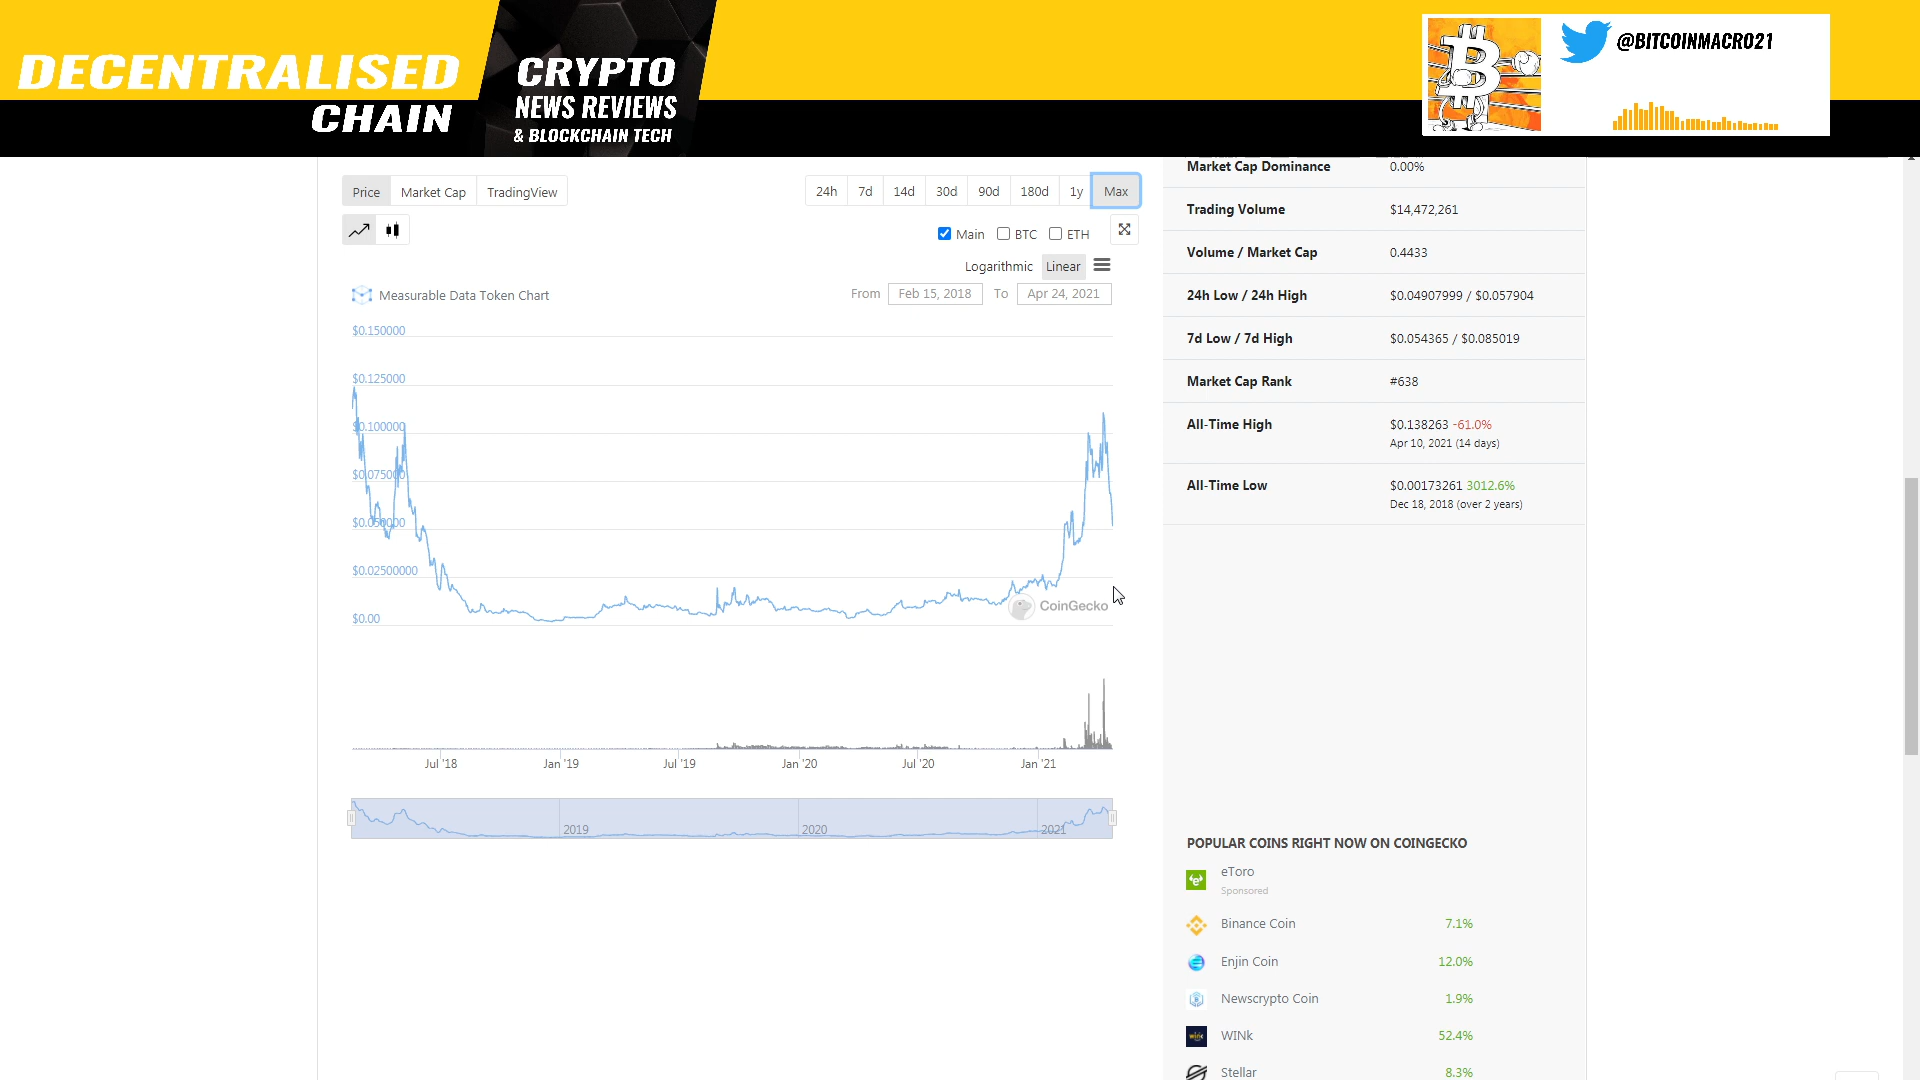 DECENTRALISED
CHAIN
CRYPTO
NEWS REVIEWS
& BLOCKCHAIN TECH
@BITCOINMACRO21
Price
Market Cap
TradingView
24h
7d
14d
30d
90d
180d
1y
Max
Main
BTC
ETH
Logarithmic
Linear
Measurable Data Token Chart
From
Feb 15, 2018
To
Apr 24, 2021
$0.150000
$0.125000
$0.100000
$0.075000
$0.050000
$0.02500000
$0.00
CoinGecko
Jul '18
Jan '19
Jul '19
Jan '20
Jul '20
Jan '21
2019
2020
2021
Market Cap Dominance 0.00%
Trading Volume $14,472,261
Volume / Market Cap 0.4433
24h Low / 24h High $0.04907999 / $0.057904
7d Low / 7d High $0.054365 / $0.085019
Market Cap Rank #638
All-Time High $0.138263 -61.0%
Apr 10, 2021 (14 days)
All-Time Low $0.00173261 3012.6%
Dec 18, 2018 (over 2 years)
POPULAR COINS RIGHT NOW ON COINGECKO
eToro
Sponsored
Binance Coin 7.1%
Enjin Coin 12.0%
Newscrypto Coin 1.9%
WINk 52.4%
Stellar 8.3%